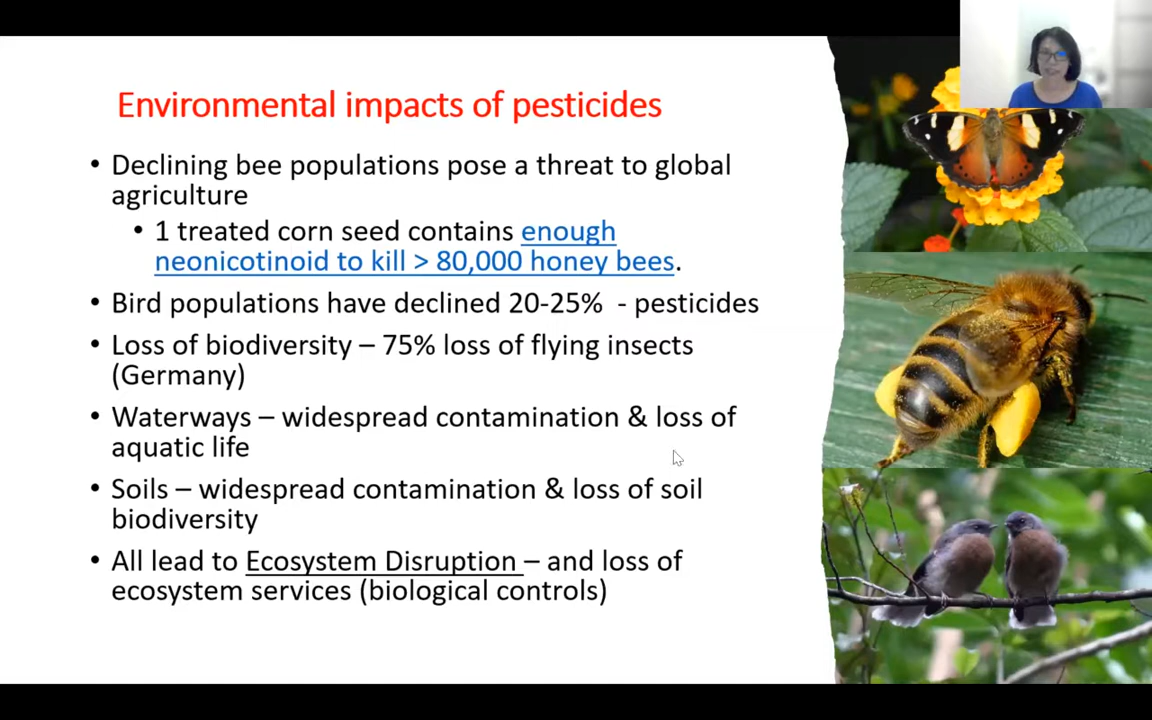 Environmental impacts of pesticides
• Declining bee populations pose a threat to global
agriculture
• 1 treated corn seed contains enough
neonicotinoid to kill > 80,000 honey bees.
• Bird populations have declined 20-25%  - pesticides
• Loss of biodiversity – 75% loss of flying insects
(Germany)
• Waterways – widespread contamination & loss of
aquatic life
• Soils – widespread contamination & loss of soil
biodiversity
• All lead to Ecosystem Disruption – and loss of
ecosystem services (biological controls)